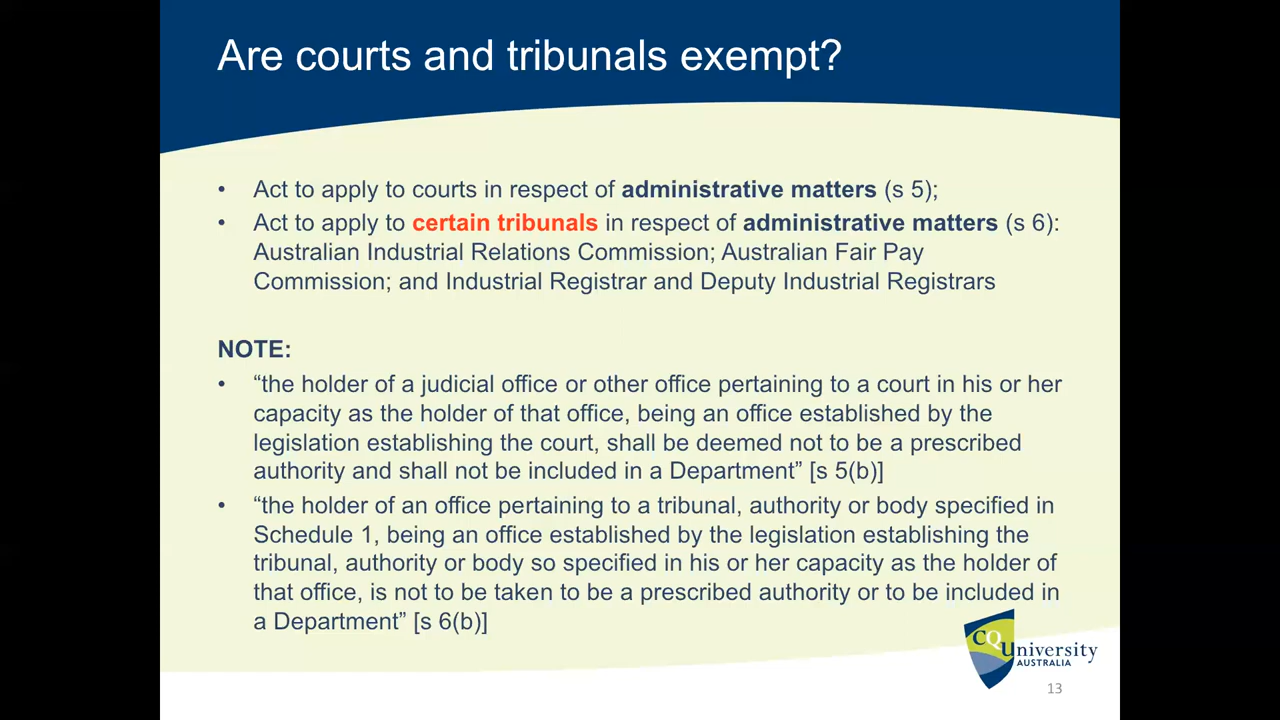 Are courts and tribunals exempt?
• Act to apply to courts in respect of administrative matters (s 5);
• Act to apply to certain tribunals in respect of administrative matters (s 6):
Australian Industrial Relations Commission; Australian Fair Pay
Commission; and Industrial Registrar and Deputy Industrial Registrars
NOTE:
• “the holder of a judicial office or other office pertaining to a court in his or her
capacity as the holder of that office, being an office established by the
legislation establishing the court, shall be deemed not to be a prescribed
authority and shall not be included in a Department” [s 5(b)]
• “the holder of an office pertaining to a tribunal, authority or body specified in
Schedule 1, being an office established by the legislation establishing the
tribunal, authority or body so specified in his or her capacity as the holder of
that office, is not to be taken to be a prescribed authority or to be included in
a Department” [s 6(b)]
CQUniversity
AUSTRALIA
13